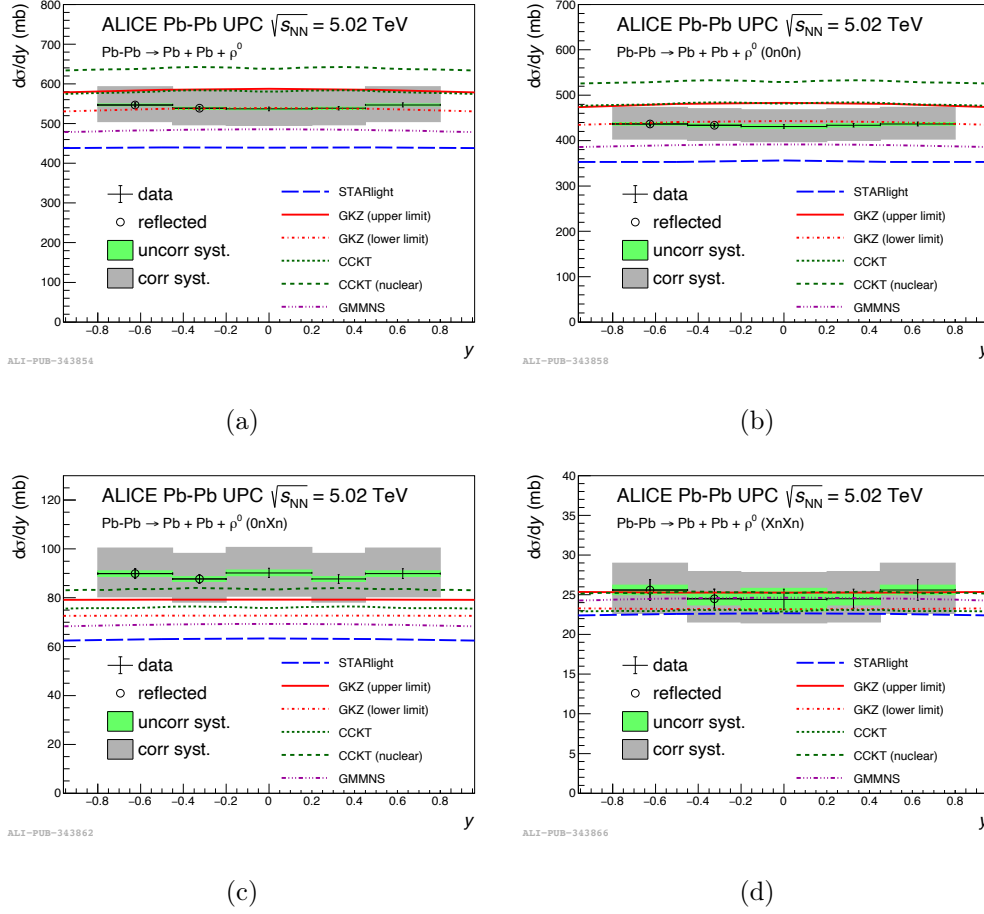 dσ/dy (mb)
800
700
600
500
400
300
200
100
0
ALICE Pb-Pb UPC √sNN = 5.02 TeV
Pb-Pb → Pb + Pb + ρ0
data
reflected
uncorr syst.
corr syst.
STARlight
GKZ (upper limit)
GKZ (lower limit)
CCKT
CCKT (nuclear)
GMMNS
−0.8 −0.6 −0.4 −0.2 0 0.2 0.4 0.6 0.8
y
ALI-PUB-343854
(a)
dσ/dy (mb)
700
600
500
400
300
200
100
0
ALICE Pb-Pb UPC √sNN = 5.02 TeV
Pb-Pb → Pb + Pb + ρ0 (0n0n)
data
reflected
uncorr syst.
corr syst.
STARlight
GKZ (upper limit)
GKZ (lower limit)
CCKT
CCKT (nuclear)
GMMNS
−0.8 −0.6 −0.4 −0.2 0 0.2 0.4 0.6 0.8
y
ALI-PUB-343858
(b)
dσ/dy (mb)
120
100
80
60
40
20
0
ALICE Pb-Pb UPC √sNN = 5.02 TeV
Pb-Pb → Pb + Pb + ρ0 (0nXn)
data
reflected
uncorr syst.
corr syst.
STARlight
GKZ (upper limit)
GKZ (lower limit)
CCKT
CCKT (nuclear)
GMMNS
−0.8 −0.6 −0.4 −0.2 0 0.2 0.4 0.6 0.8
y
ALI-PUB-343862
(c)
dσ/dy (mb)
40
35
30
25
20
15
10
5
0
ALICE Pb-Pb UPC √sNN = 5.02 TeV
Pb-Pb → Pb + Pb + ρ0 (XnXn)
data
reflected
uncorr syst.
corr syst.
STARlight
GKZ (upper limit)
GKZ (lower limit)
CCKT
CCKT (nuclear)
GMMNS
−0.8 −0.6 −0.4 −0.2 0 0.2 0.4 0.6 0.8
y
ALI-PUB-343866
(d)